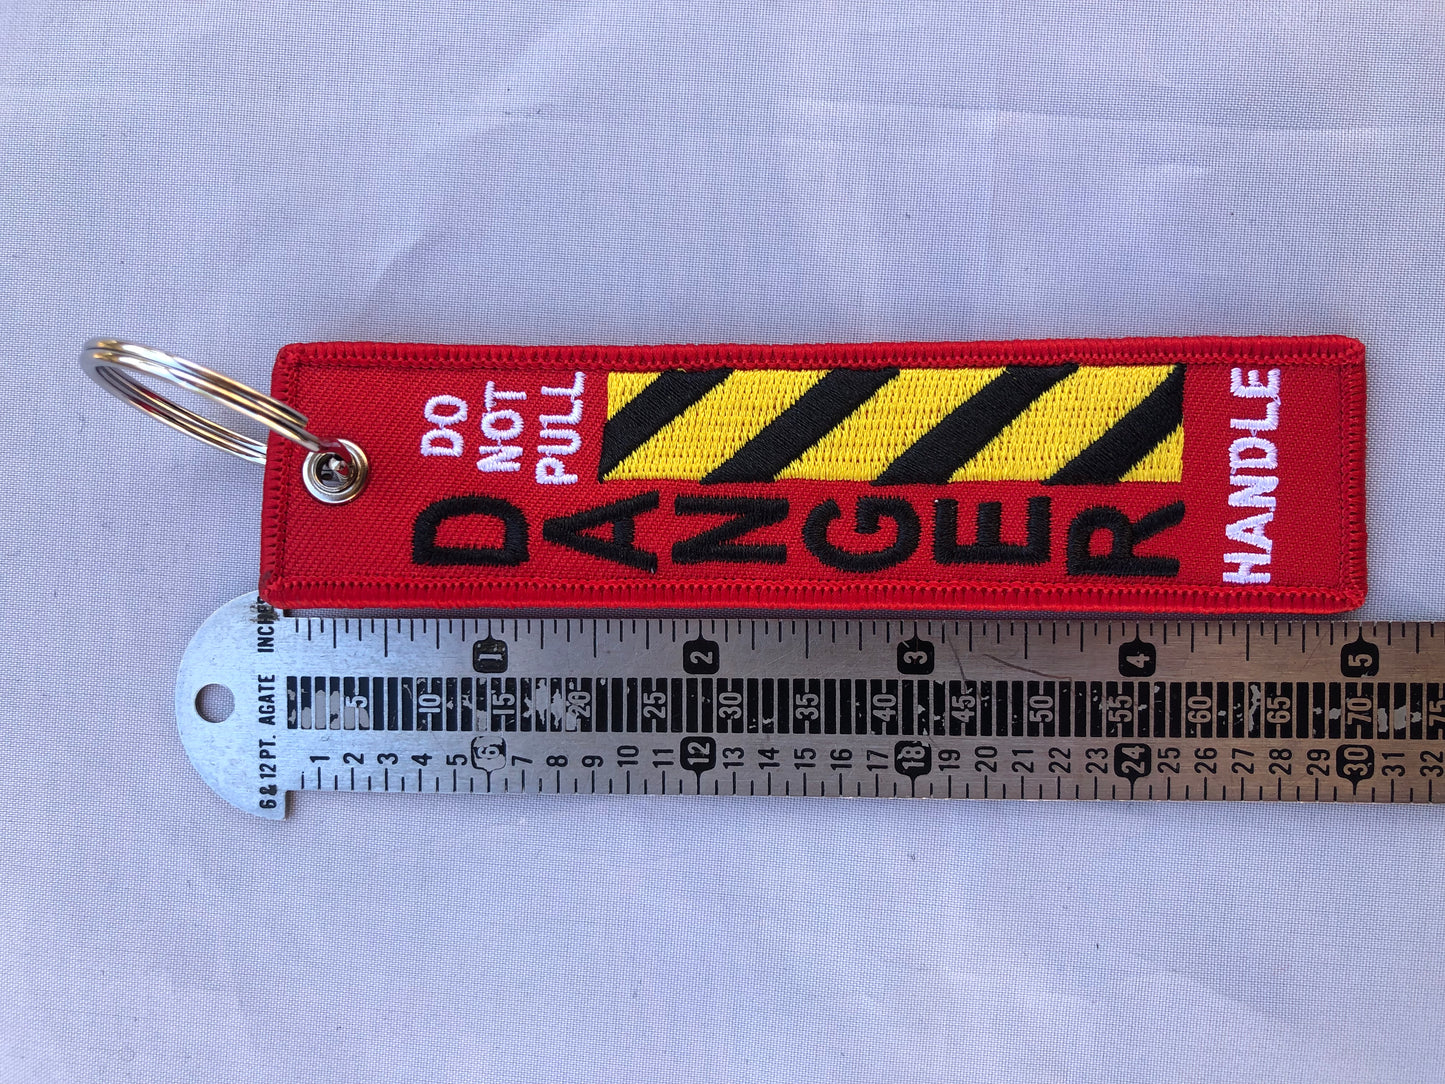 DO
NOT
PULL
DANGER
HANDLE
INCHES
1 2 3 4 5
AGATE
5 10 15 20 25 30 35 40 45 50 55 60 65 70 75
6 & 12 PT.
1 2 3 4 5 6 7 8 9 10 11 12 13 14 15 16 17 18 19 20 21 22 23 24 25 26 27 28 29 30 31 32